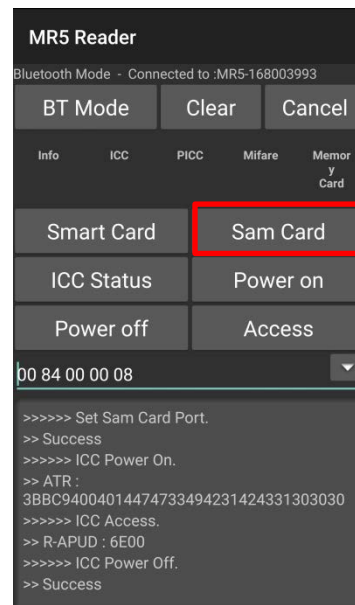 MR5 Reader
Bluetooth Mode - Connected to :MR5-168003993
BT Mode Clear Cancel
Info ICC PICC Mifare Memor
y
Card
Smart Card Sam Card
ICC Status Power on
Power off Access
00 84 00 00 08
>>>>>> Set Sam Card Port.
>> Success
>>>>>> ICC Power On.
>> ATR :
3BBC9400401447473349423142433130​3030
>>>>>> ICC Access.
>> R-APUD : 6E00
>>>>>> ICC Power Off.
>> Success